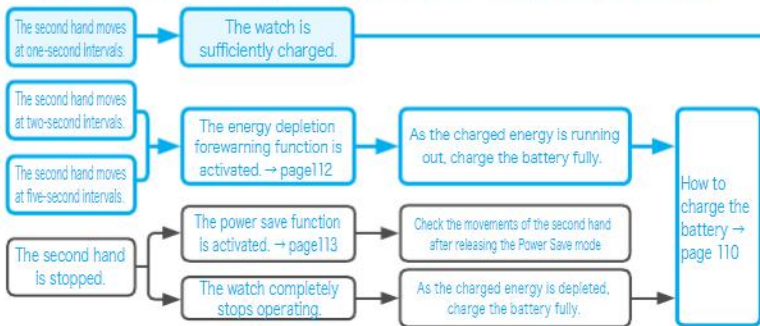 The second hand moves
at one-second intervals.
The watch is
sufficiently charged.
The second hand moves
at two-second intervals.
The second hand moves
at five-second intervals.
The energy depletion
forewarning function is
activated. → page112
As the charged energy is running
out, charge the battery fully.
How to
charge the
battery →
page 110
The second hand
is stopped.
The power save function
is activated. → page113
Check the movements of the second hand
after releasing the Power Save mode
The watch completely
stops operating.
As the charged energy is depleted,
charge the battery fully.